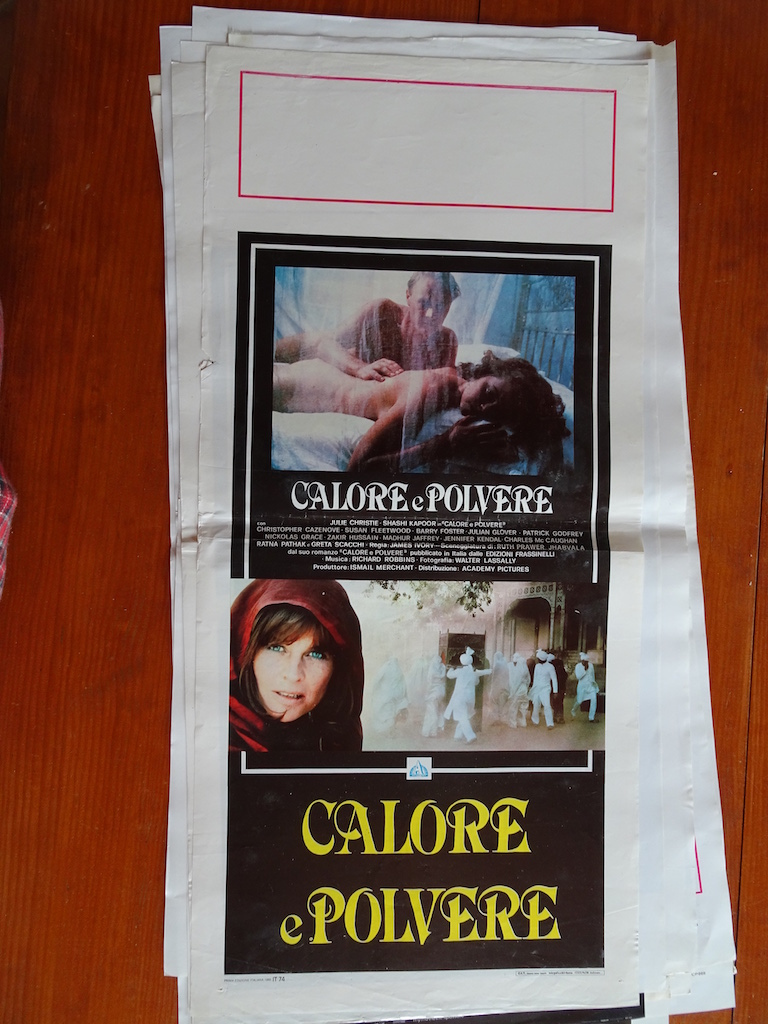 CALORE e POLVERE
JULIE CHRISTIE · SHASHI KAPOOR in "CALORE e POLVERE"
con
CHRISTOPHER CAZENOVE · SUSAN FLEETWOOD · BARRY FOSTER · JULIAN GLOVER · PATRICK GODFREY
NICKOLAS GRACE · ZAKIR HUSSAIN · MADHUR JAFFREY · JENNIFER KENDAL · CHARLES Mc CAUGHAN
RATNA PATHAK e GRETA SCACCHI · Regia: JAMES IVORY · Sceneggiatura di: RUTH PRAWER JHABVALA
dal suo romanzo "CALORE e POLVERE" pubblicato in Italia dalle EDIZIONI FRASSINELLI
· Musica: RICHARD ROBBINS · Fotografia: WALTER LASSALLY
Produttore: ISMAIL MERCHANT · Distribuzione: ACADEMY PICTURES
CALORE
e POLVERE
IT 74